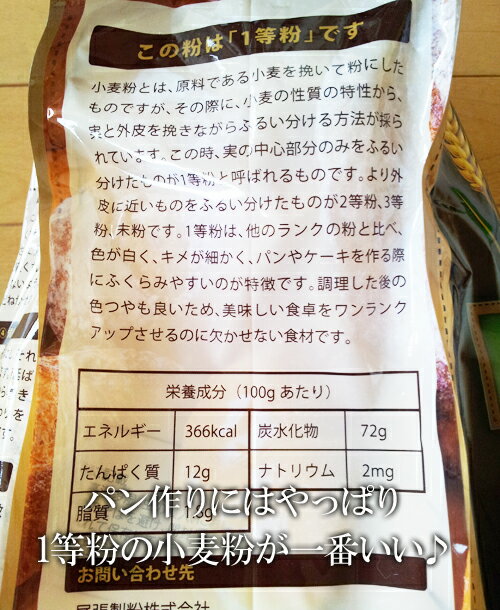 この粉は「1等粉」です
小麦粉とは、原料である小麦を挽いて粉にした
ものですが、その際に、小麦の性質の特性から、
実と外皮を挽きながらふるい分ける方法が採ら
れています。この時、実の中心部分のみをふるい
分けたものが1等粉と呼ばれるものです。より外
皮に近いものをふるい分けたものが2等粉、3等
粉、末粉です。1等粉は、他のランクの粉と比べ、
色が白く、キメが細かく、パンやケーキを作る際
にふくらみやすいのが特徴です。調理した後の
色つやも良いため、美味しい食卓をワンランク
アップさせるのに欠かせない食材です。
栄養成分（100gあたり）
エネルギー 366kcal 炭水化物 72g
たんぱく質 12g ナトリウム 2mg
脂質
パン作りにはやっぱり
1等粉の小麦粉が一番いい♪
お問い合わせ先
尾張製粉株式会社